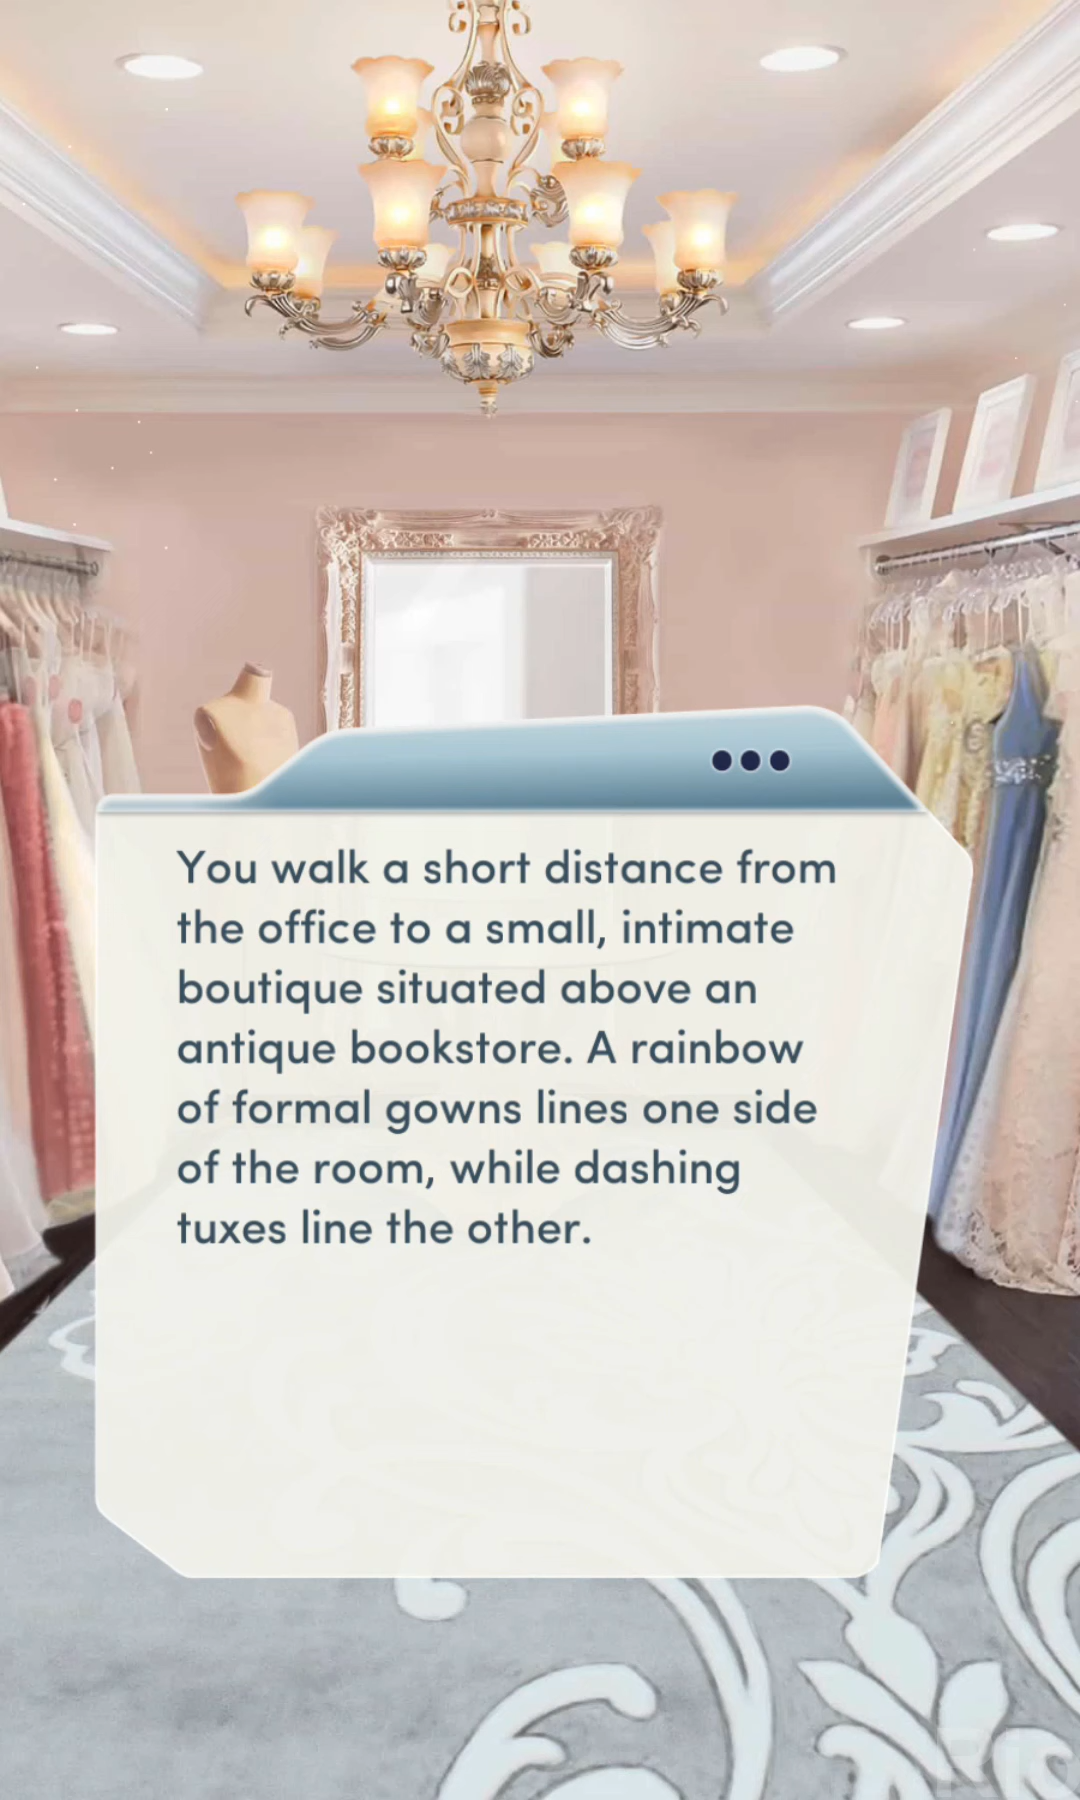 You walk a short distance from
the office to a small, intimate
boutique situated above an
antique bookstore. A rainbow
of formal gowns lines one side
of the room, while dashing
tuxes line the other.